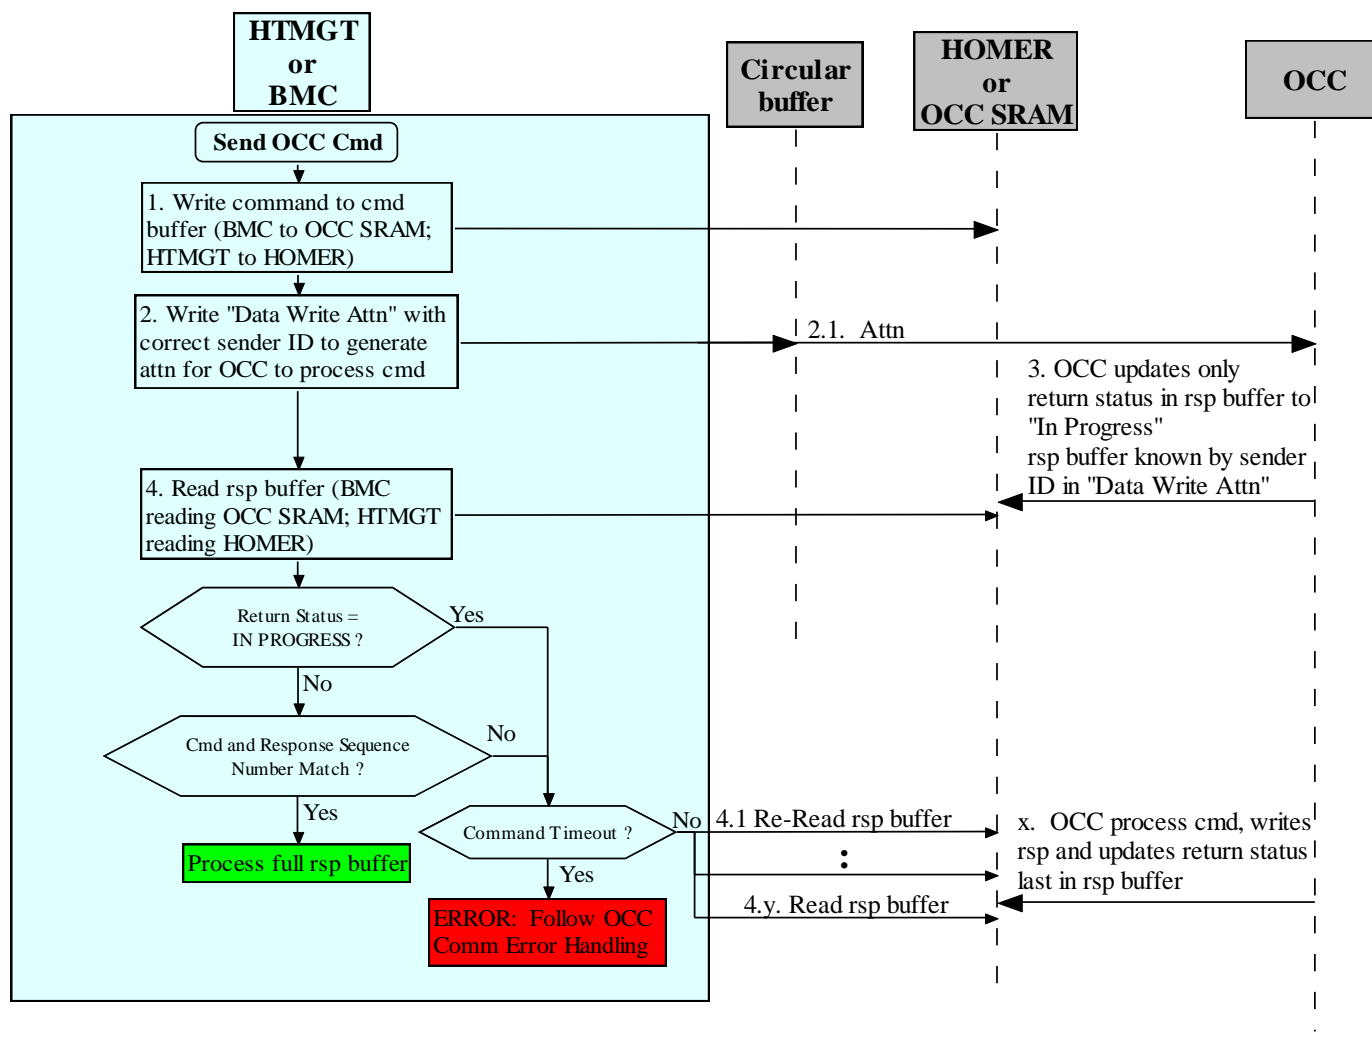 HTMGT
or
BMC
Circular
buffer
HOMER
or
OCC SRAM
OCC
Send OCC Cmd
1. Write command to cmd
buffer (BMC to OCC SRAM;
HTMGT to HOMER)
2. Write "Data Write Attn" with
correct sender ID to generate
attn for OCC to process cmd
2.1. Attn
3. OCC updates only
return status in rsp buffer to
"In Progress"
rsp buffer known by sender
ID in "Data Write Attn"
4. Read rsp buffer (BMC
reading OCC SRAM; HTMGT
reading HOMER)
Return Status =
IN PROGRESS ?
Yes
No
Cmd and Response Sequence
Number Match ?
No
Yes
Process full rsp buffer
Command Timeout ?
No
Yes
ERROR: Follow OCC
Comm Error Handling
4.1 Re-Read rsp buffer
:
4.y. Read rsp buffer
x. OCC process cmd, writes
rsp and updates return status
last in rsp buffer